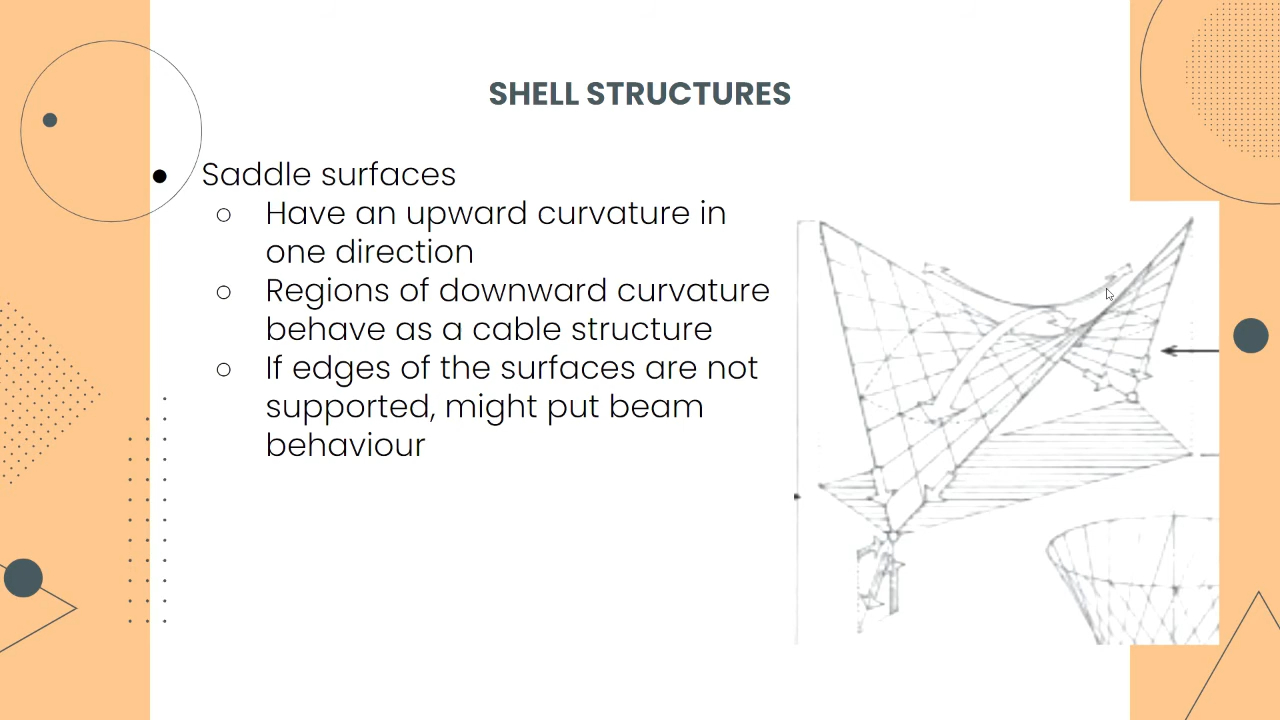 SHELL STRUCTURES
● Saddle surfaces
○ Have an upward curvature in
one direction
○ Regions of downward curvature
behave as a cable structure
○ If edges of the surfaces are not
supported, might put beam
behaviour